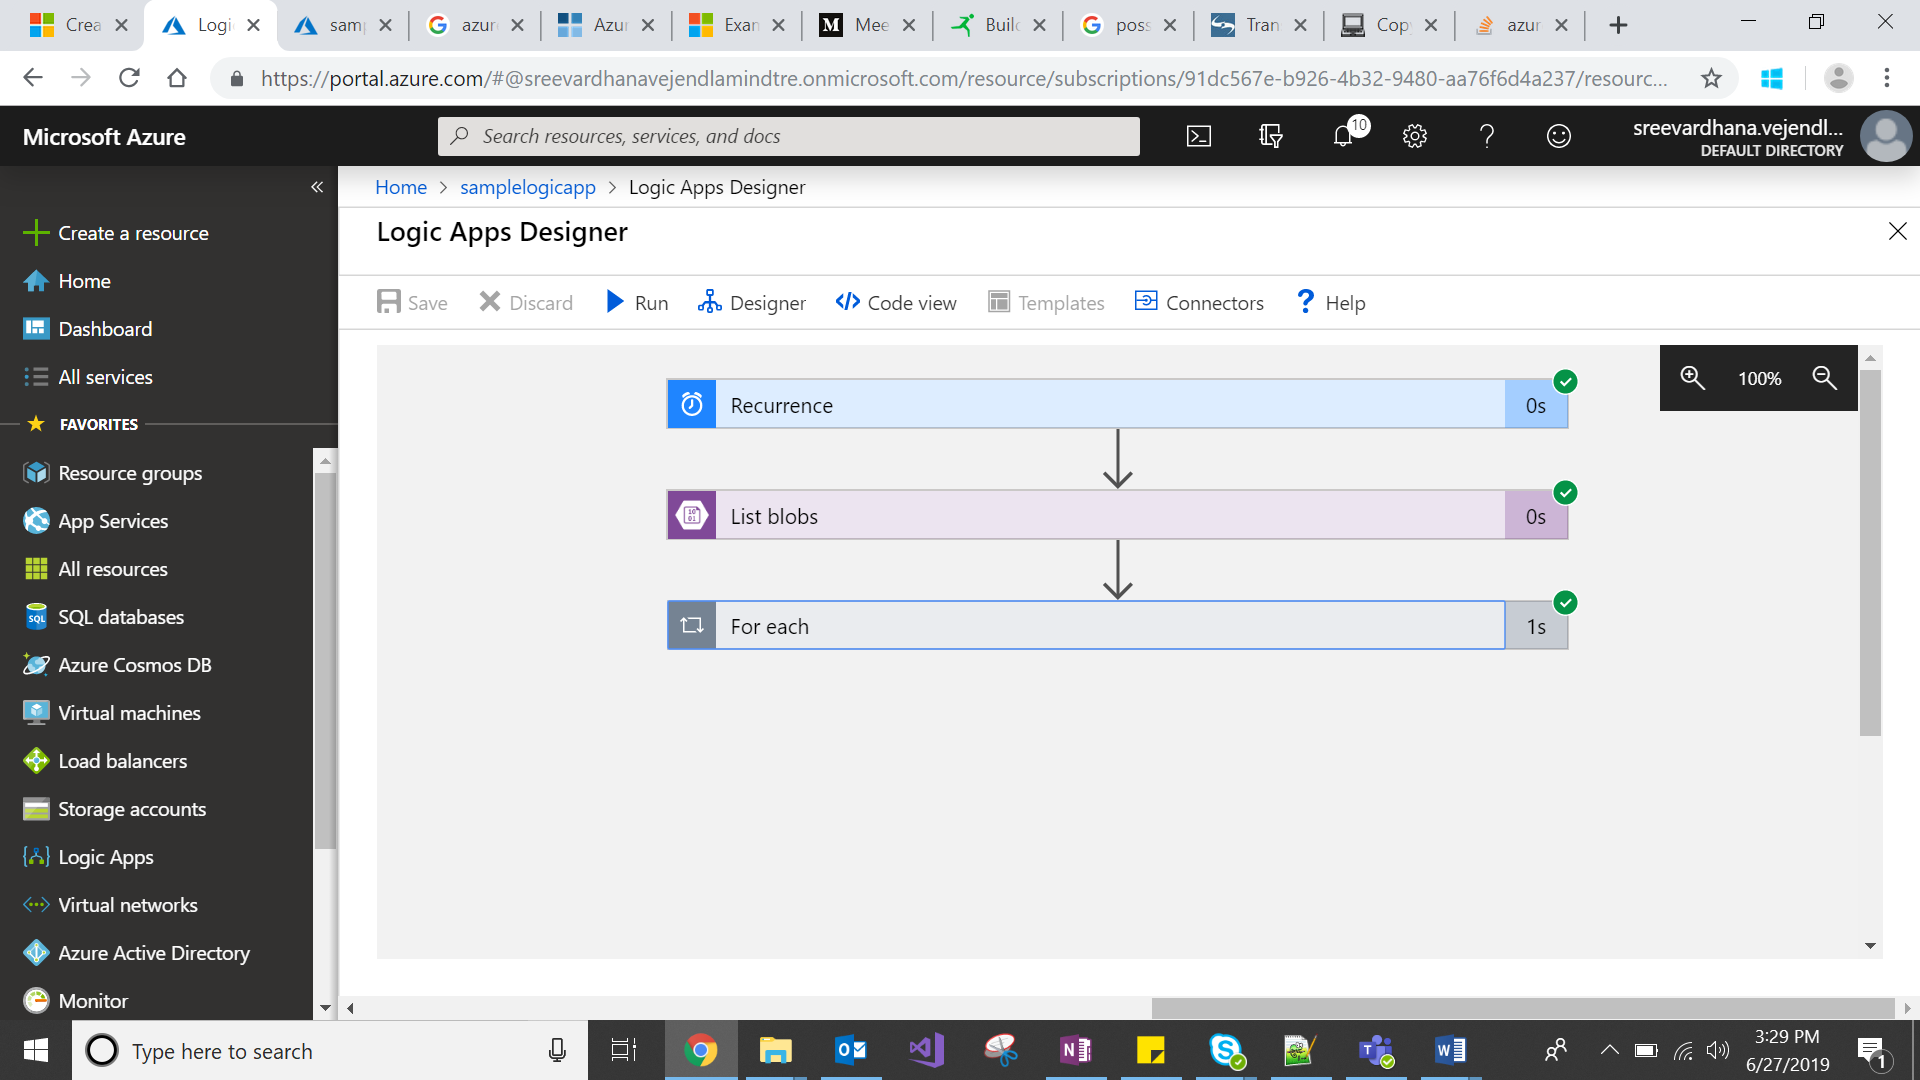 Crea
Logi
sam
azur
Azur
Exan
Mee
Builc
poss
Tran
Cop
azur
https://portal.azure.com/#@sreevardhanavejendlamindtre.onmicrosoft.com/resource/subscriptions/91dc567e-b926-4b32-9480-aa76f6d4a237/resourc...
Microsoft Azure
Search resources, services, and docs
10
sreevardhana.vejendl...
DEFAULT DIRECTORY
Create a resource
Home
Dashboard
All services
FAVORITES
Resource groups
App Services
All resources
SQL databases
Azure Cosmos DB
Virtual machines
Load balancers
Storage accounts
Logic Apps
Virtual networks
Azure Active Directory
Monitor
Home > samplelogicapp > Logic Apps Designer
Logic Apps Designer
Save Discard Run Designer Code view Templates Connectors Help
100%
Recurrence 0s
List blobs 0s
For each 1s
Type here to search
3:29 PM
6/27/2019
1